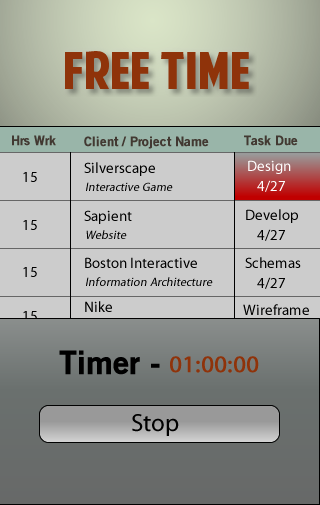 FREE TIME
Hrs Wrk Client / Project Name Task Due
15 Silverscape Design
Interactive Game 4/27
15 Sapient Develop
Website 4/27
15 Boston Interactive Schemas
Information Architecture 4/27
15 Nike Wireframe
Timer - 01:00:00
Stop